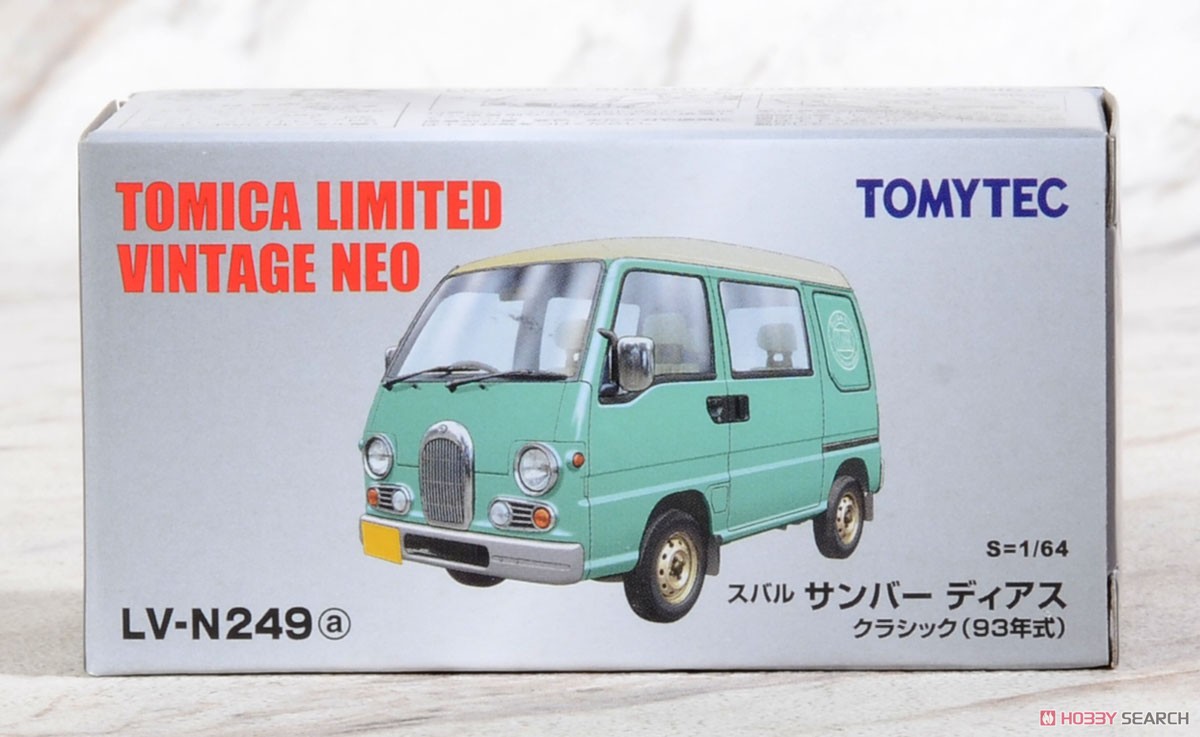 TOMICA LIMITED
VINTAGE NEO
TOMYTEC
S=1/64
スバル サンバー ディアス
クラシック(93年式)
LV-N249ⓐ
HOBBY SEARCH